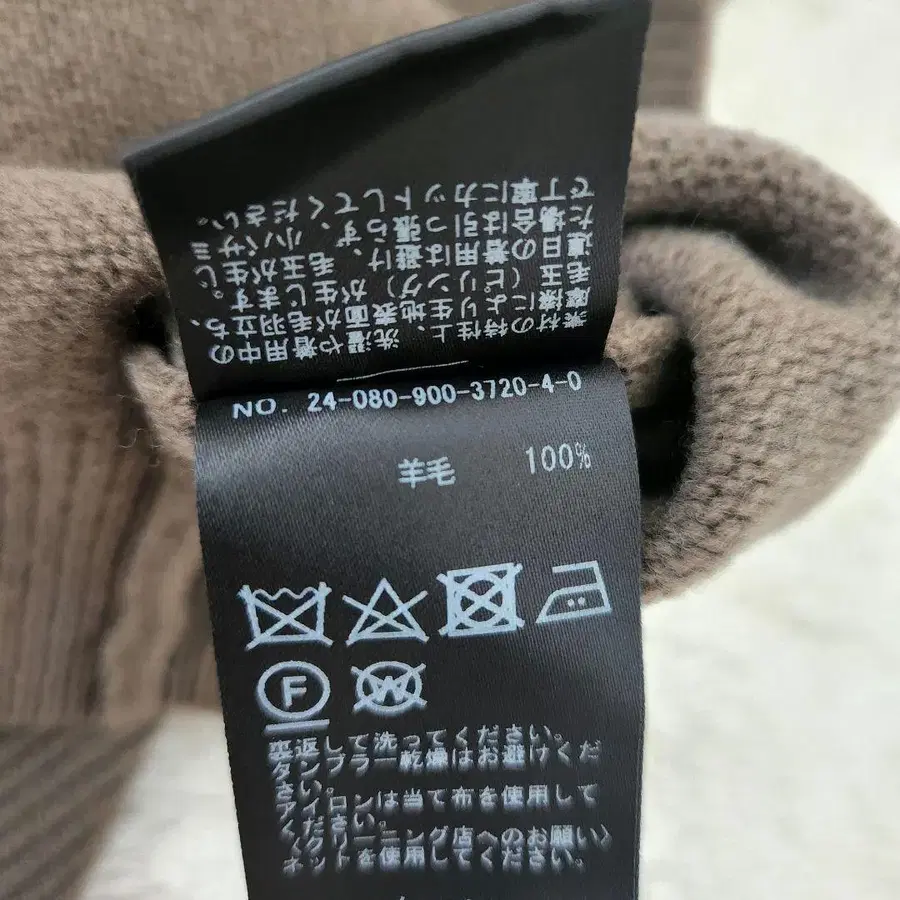 素材の特性上、洗濯や着用中の
摩擦により生地表面が毛羽立ち、
毛玉(ピリング)が生じます。
連日の着用は避け、毛玉が生じ
た場合は引っ張らず、小バサミ
で丁寧にカットしてください。
NO. 24-080-900-3720-4-0
羊毛 100%
F W
裏返して洗ってください。
タンブラー乾燥はお避けくだ
さい。
アイロンは当て布を使用して
ください。
〈クリーニング店へのお願い〉
ネットを使用してください。